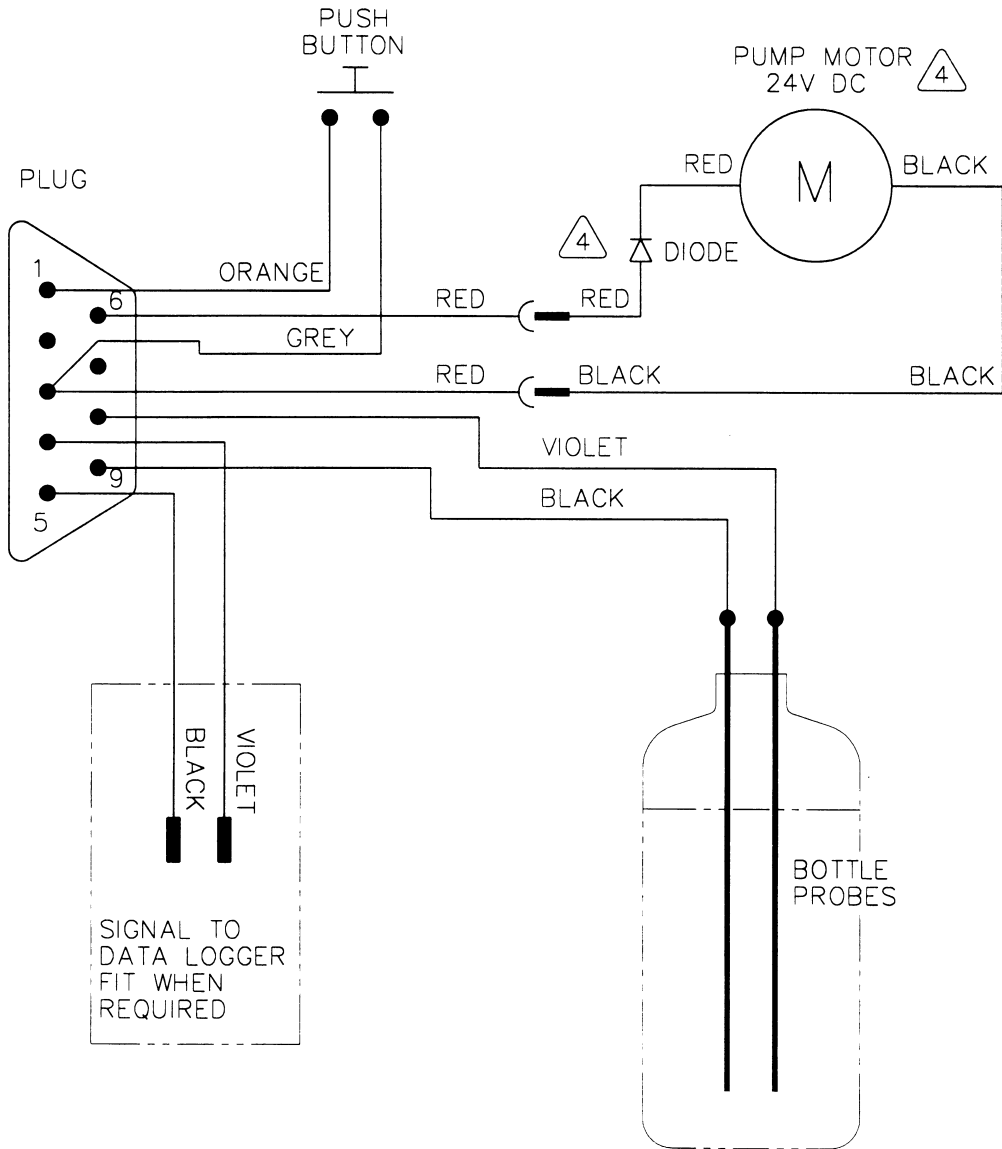 PUSH
BUTTON
PUMP MOTOR
24V DC
4
RED
M
BLACK
PLUG
4
DIODE
1
ORANGE
6
RED
RED
GREY
RED
BLACK
BLACK
VIOLET
9
BLACK
5
BLACK
VIOLET
BOTTLE
PROBES
SIGNAL TO
DATA LOGGER
FIT WHEN
REQUIRED